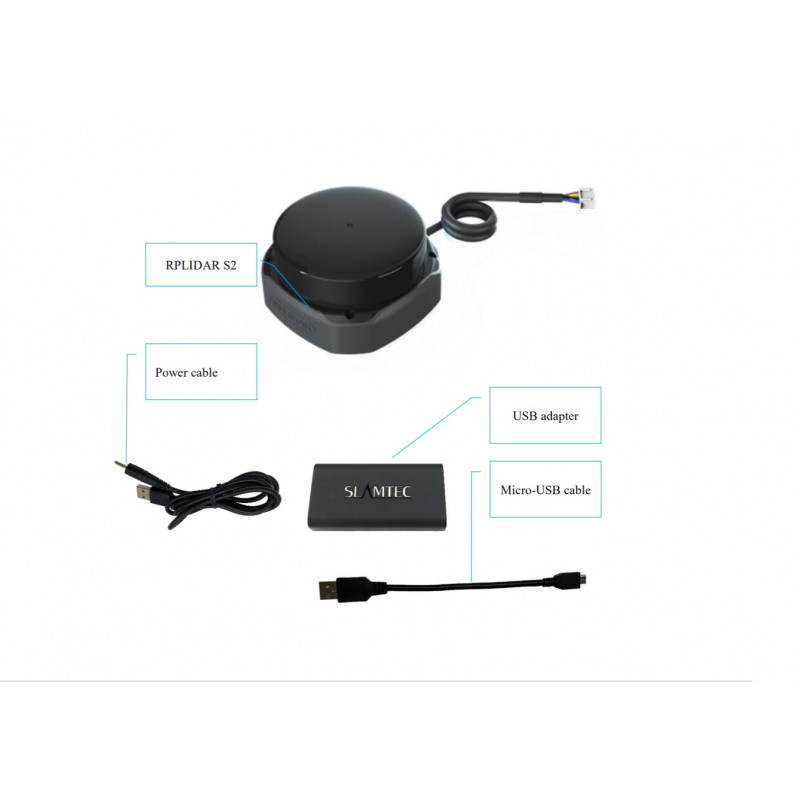 RPLIDAR S2
Power cable
USB adapter
SLAMTEC
Micro-USB cable